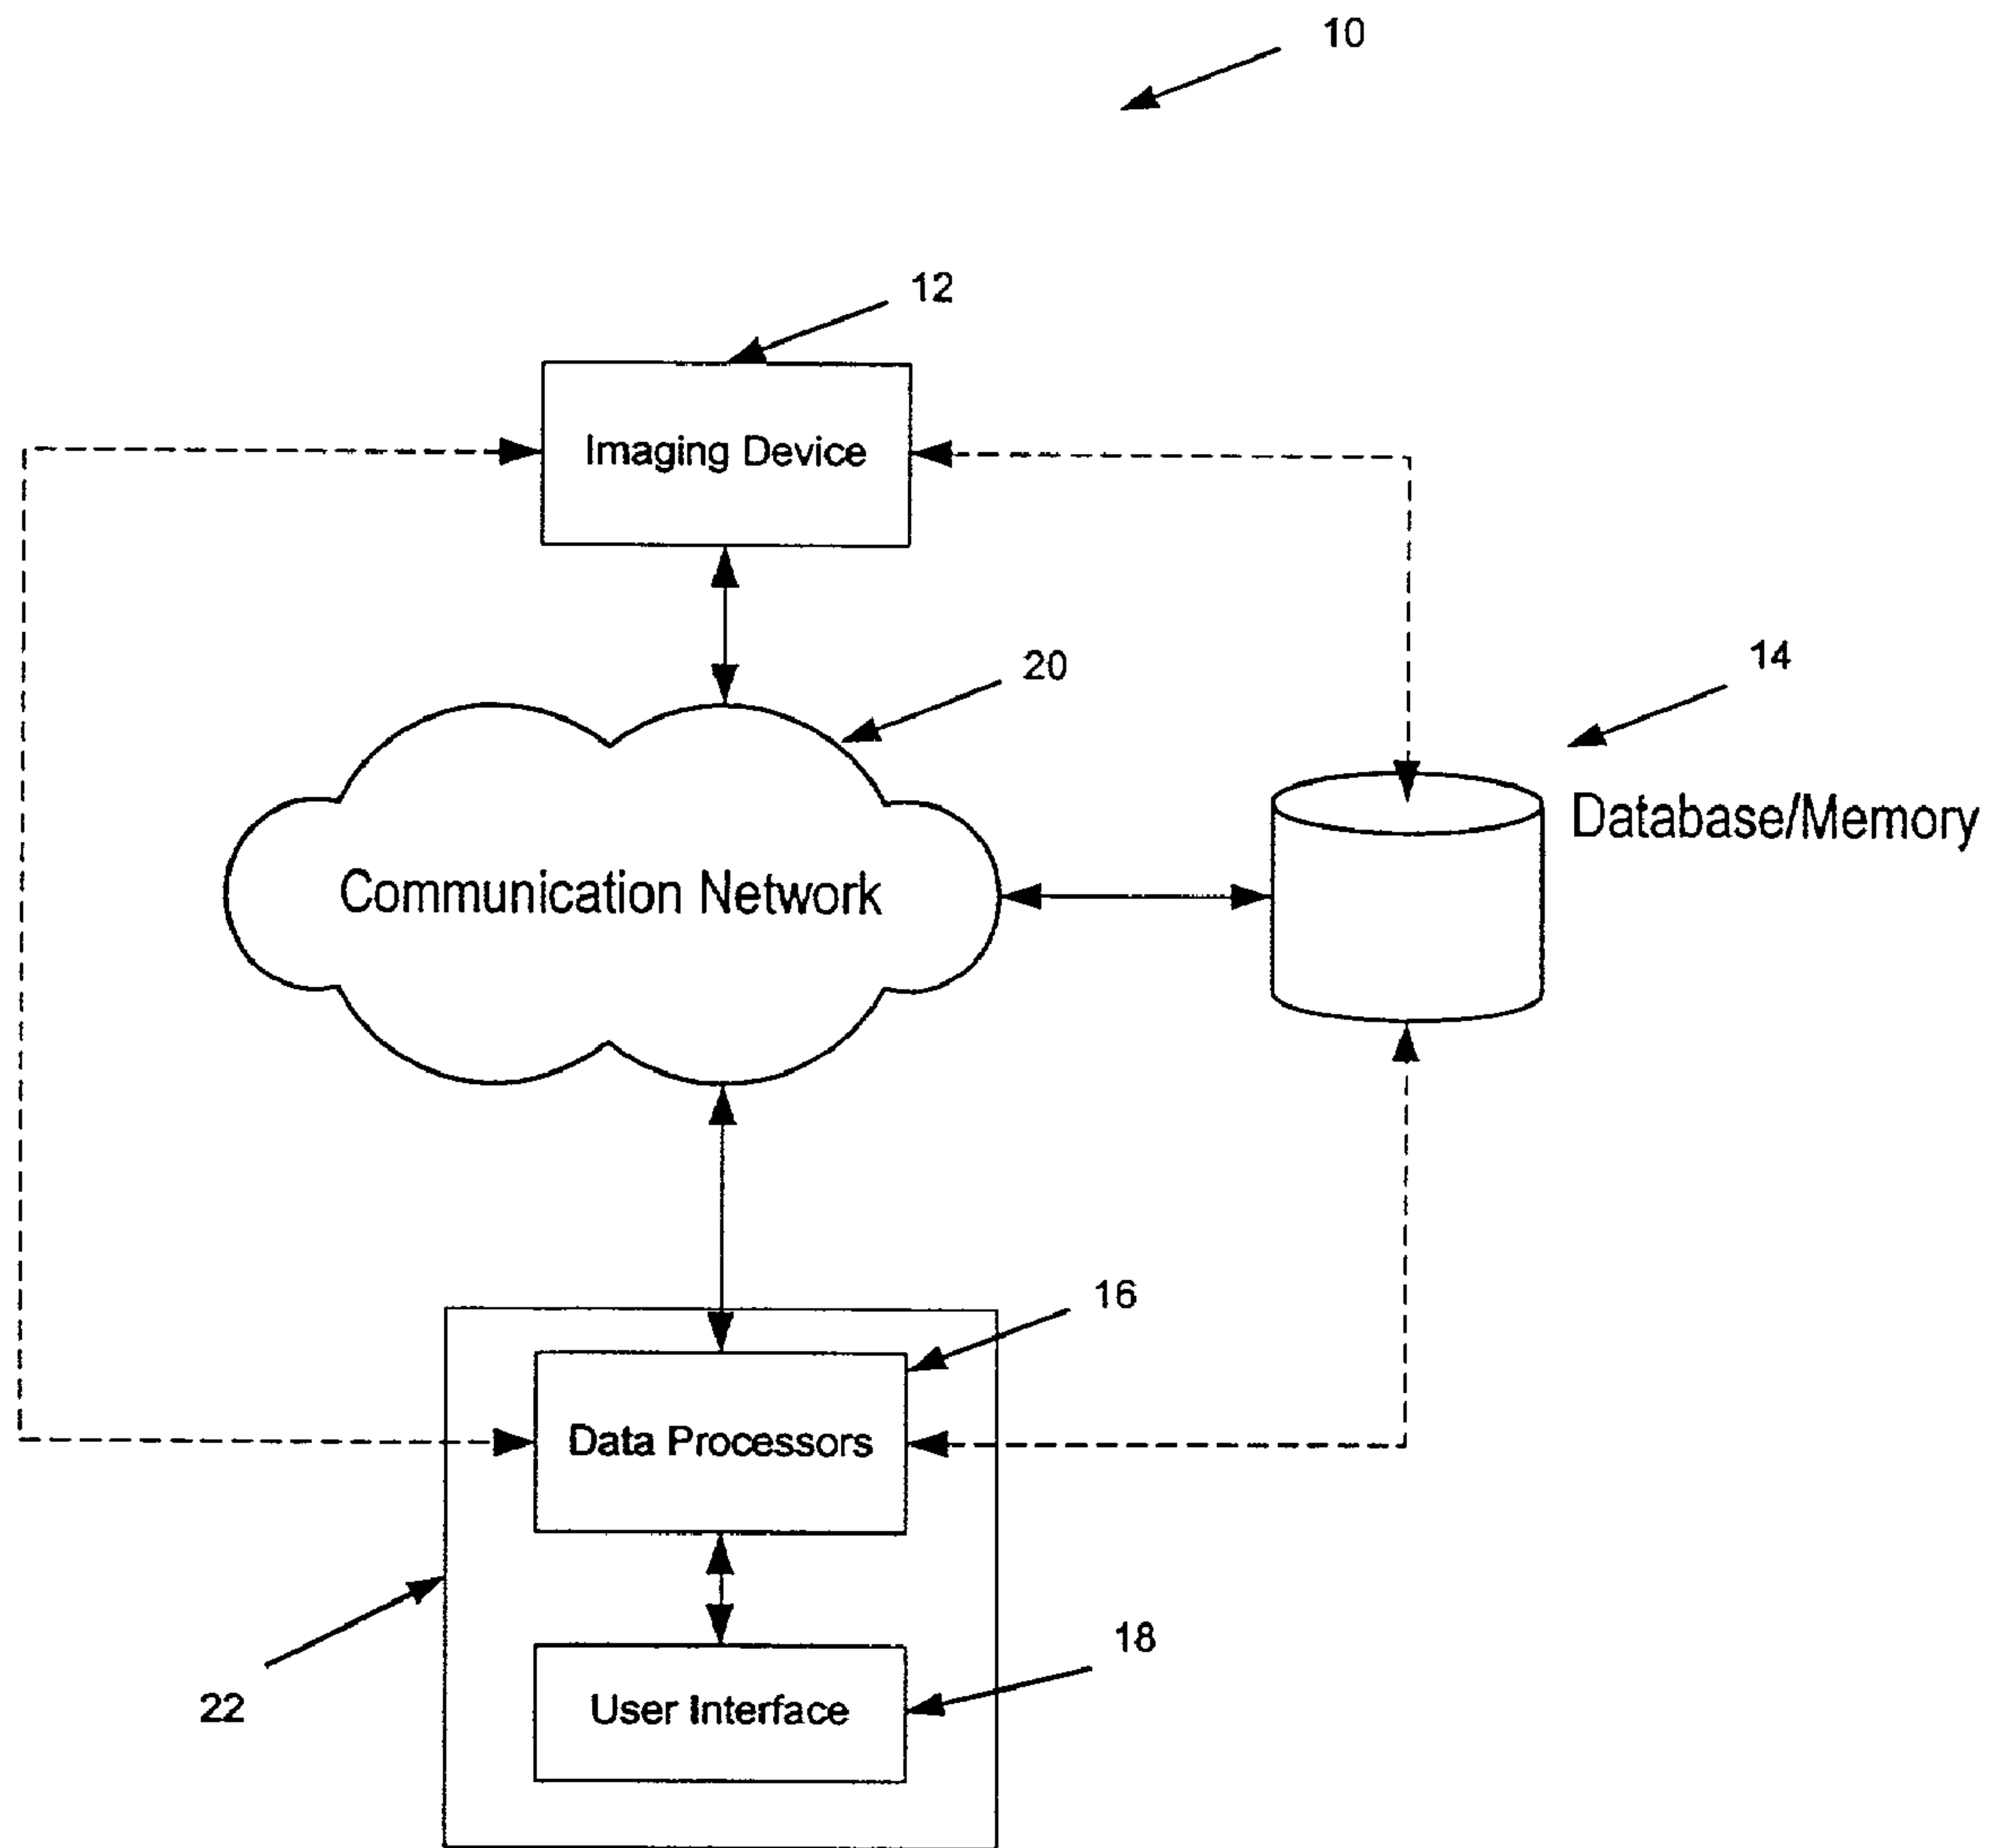 10
12
Imaging Device
20
14
Database/Memory
Communication Network
16
Data Processors
18
22
User Interface